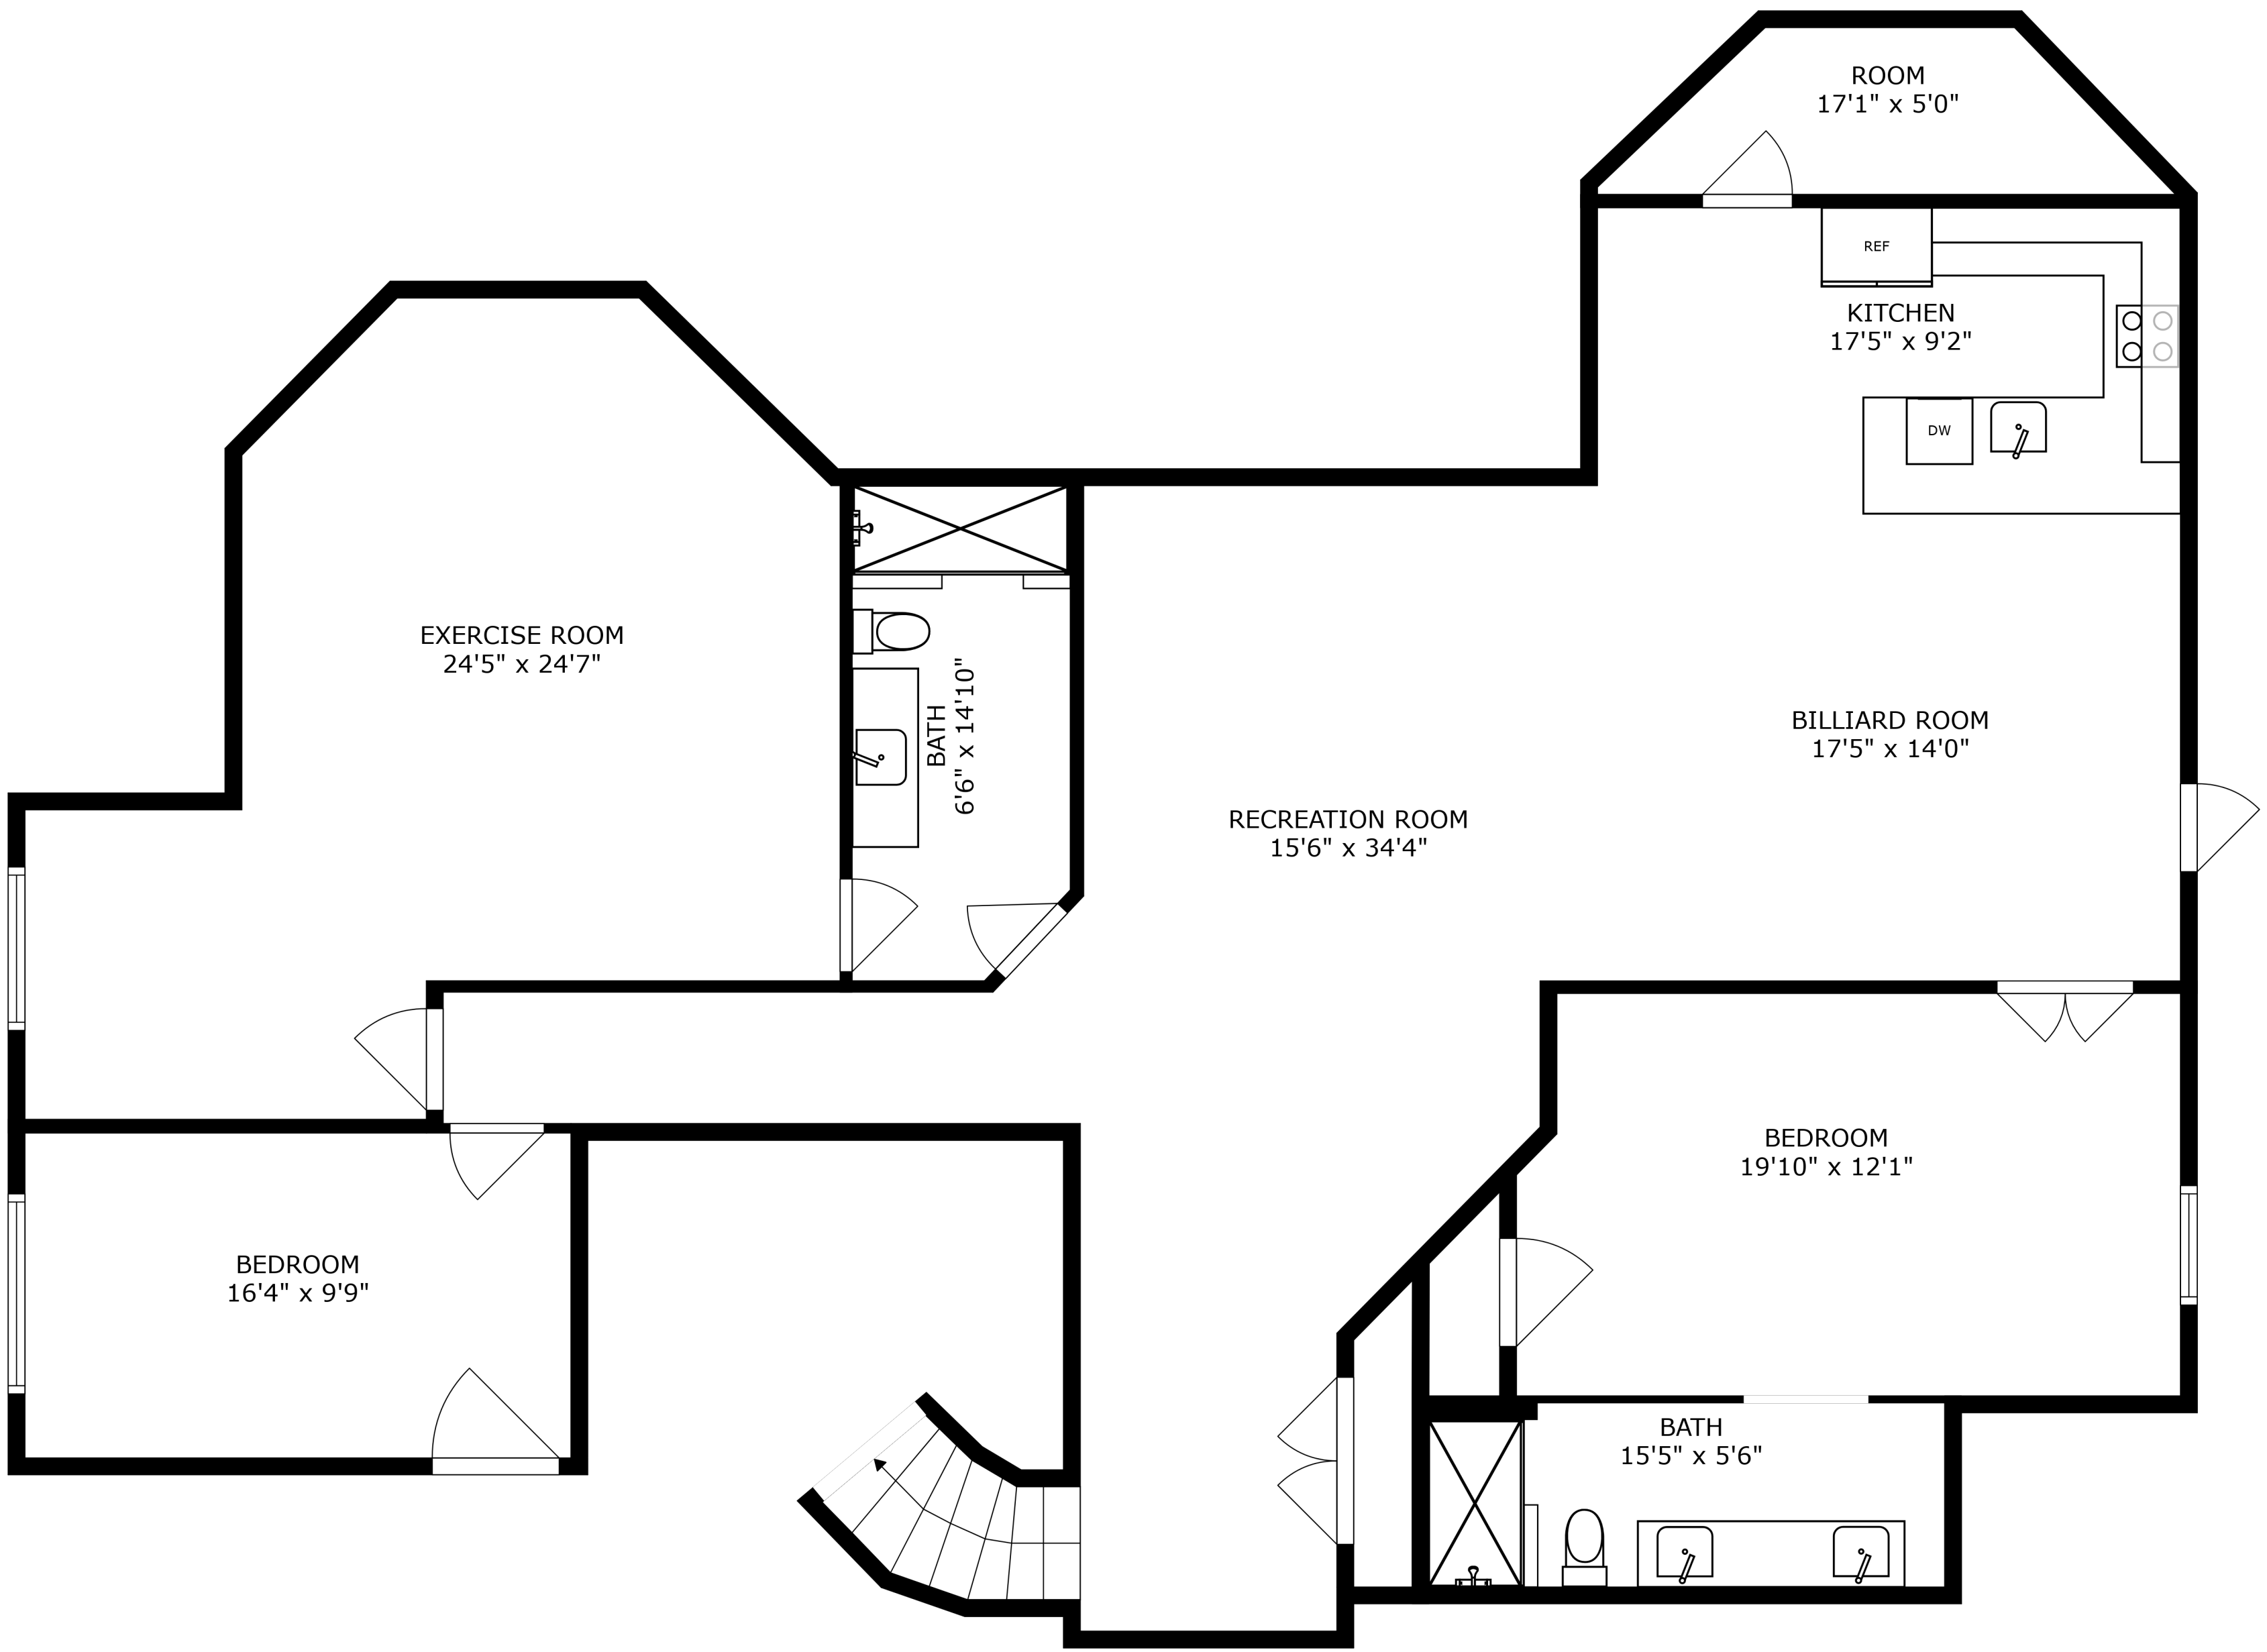 ROOM
17'1" x 5'0"
REF
KITCHEN
17'5" x 9'2"
DW
EXERCISE ROOM
24'5" x 24'7"
BATH
6'6" x 14'10"
BILLIARD ROOM
17'5" x 14'0"
RECREATION ROOM
15'6" x 34'4"
BEDROOM
19'10" x 12'1"
BEDROOM
16'4" x 9'9"
BATH
15'5" x 5'6"